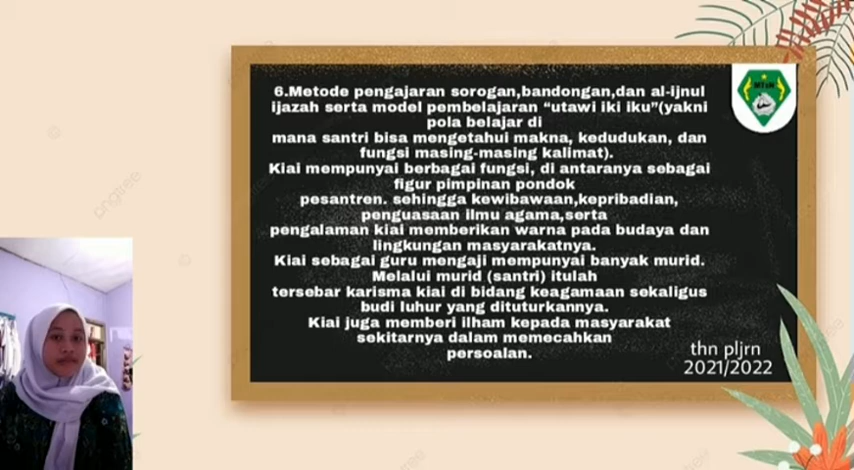 6.Metode pengajaran sorogan,bandongan,dan al-ijnul
ijazah serta model pembelajaran “utawi iki iku”(yakni
pola belajar di
mana santri bisa mengetahui makna, kedudukan, dan
fungsi masing-masing kalimat).
Kiai mempunyai berbagai fungsi, di antaranya sebagai
figur pimpinan pondok
pesantren. sehingga kewibawaan,kepribadian,
penguasaan ilmu agama,serta
pengalaman kiai memberikan warna pada budaya dan
lingkungan masyarakatnya.
Kiai sebagai guru mengaji mempunyai banyak murid.
Melalui murid (santri) itulah
tersebar karisma kiai di bidang keagamaan sekaligus
budi luhur yang dituturkannya.
Kiai juga memberi ilham kepada masyarakat
sekitarnya dalam memecahkan
persoalan.
thn pljrn
2021/2022
pngtree
pngtree